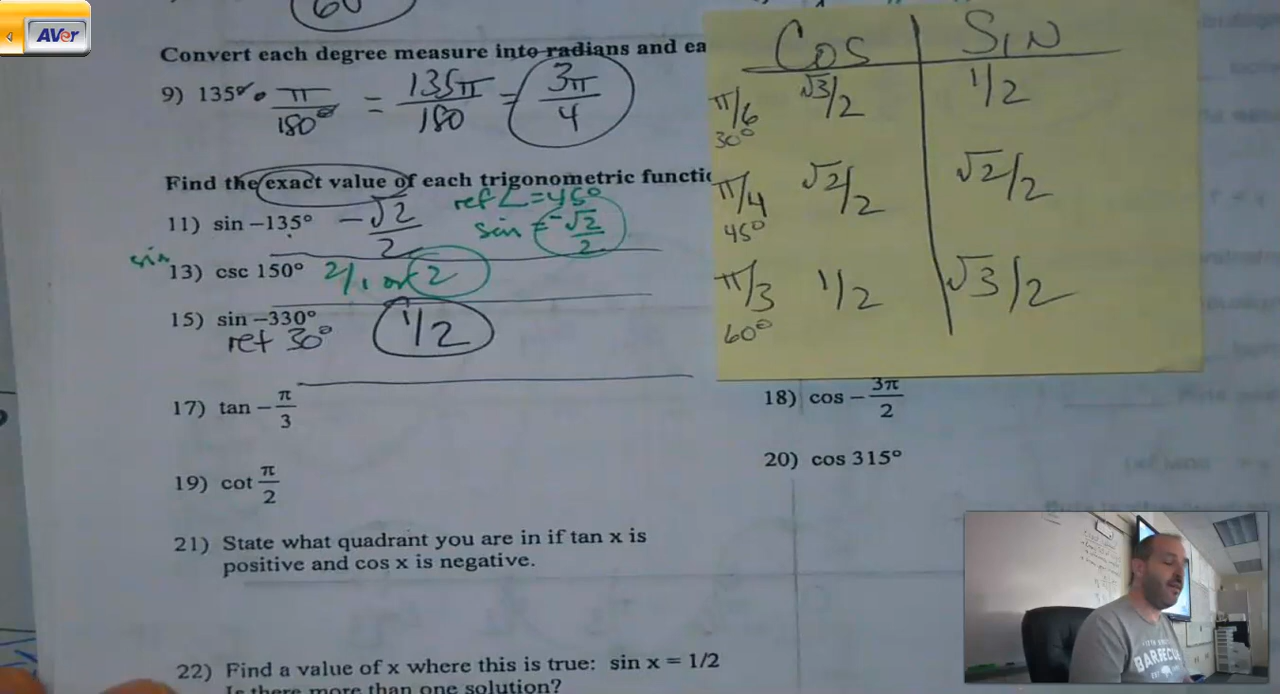 AVer
60
Convert each degree measure into radians and ea
9) 135° • π/180° = 135π/180 = 3π/4
Find the exact value of each trigonometric functio
ref ∠ = 45°
11) sin −135° −√2/2 sin = −√2/2
sin
13) csc 150° 2/1 or 2
15) sin −330° 1/2
ref 30°
17) tan − π/3
19) cot π/2
21) State what quadrant you are in if tan x is
positive and cos x is negative.
22) Find a value of x where this is true: sin x = 1/2
Is there more than one solution?
Cos Sin
π/6 √3/2 1/2
30°
π/4 √2/2 √2/2
45°
π/3 1/2 √3/2
60°
18) cos − 3π/2
20) cos 315°
BARBECUE